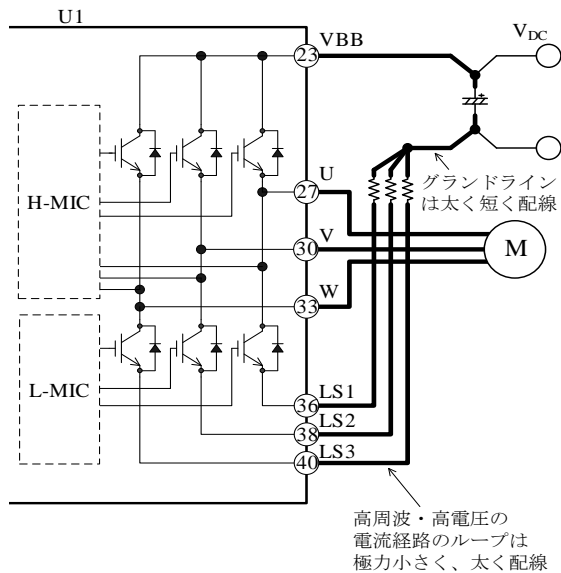 U1
VBB
23
VDC
グランドライン
は太く短く配線
H-MIC
U
27
V
30
M
W
33
L-MIC
LS1
36
LS2
38
LS3
40
高周波・高電圧の
電流経路のループは
極力小さく、太く配線